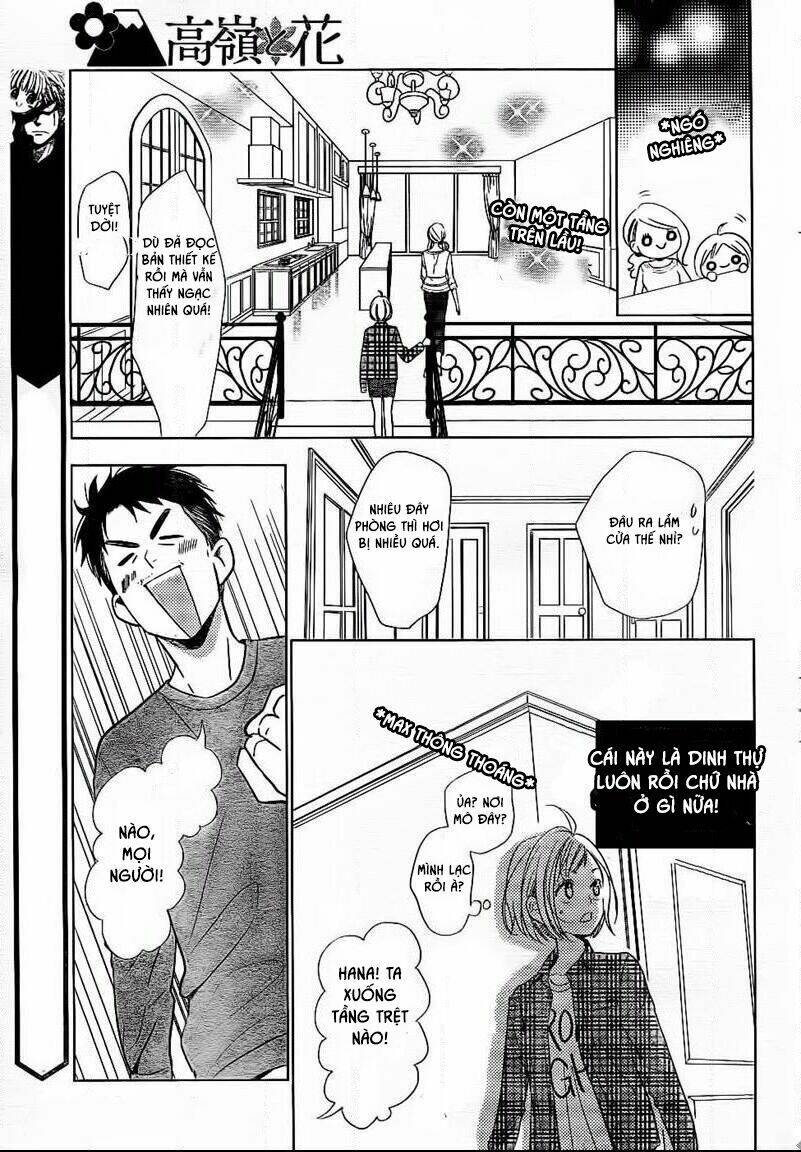 高嶺と花
*NGÓ
NGHIÊNG*
CÒN MỘT TẦNG
TRÊN LẦU!
DÙ ĐÃ ĐỌC
BẢN THIẾT KẾ
RỒI MÀ VẪN
THẤY NGẠC
NHIÊN QUÁ!
TUYỆT
DỜI!
ĐÂU RA LẮM
CỬA THẾ NHỈ?
NHIÊU ĐÂY
PHÒNG THÌ HƠI
BỊ NHIỀU QUÁ.
NÀO,
MỌI
NGƯỜI!
CÁI NÀY LÀ DINH THỰ
LUÔN RỒI CHỨ NHÀ
Ở GÌ NỮA!
*MAX THÔNG THOÁNG*
ỦA? NƠI
MÔ ĐÂY?
MÌNH LẠC
RỒI À?
HANA! TA
XUỐNG
TẦNG TRỆT
NÀO!